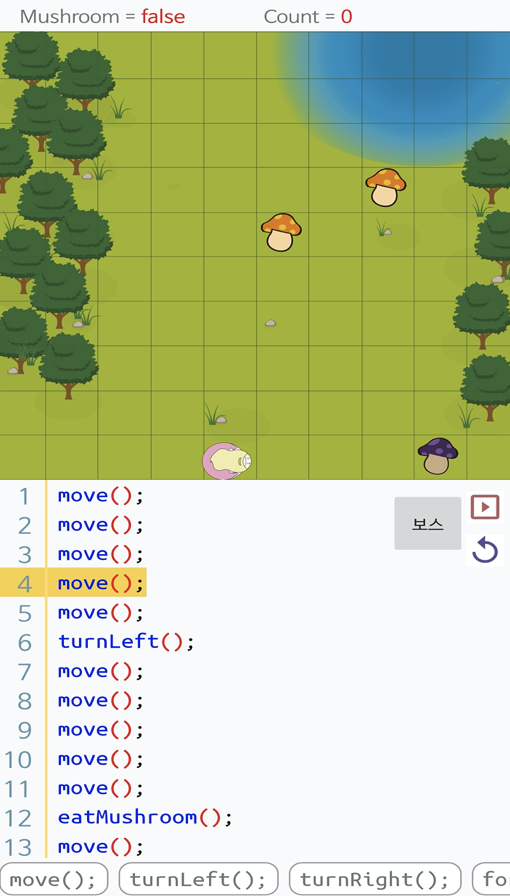 Mushroom = false Count = 0
보스
1 move();
2 move();
3 move();
4 move();
5 move();
6 turnLeft();
7 move();
8 move();
9 move();
10 move();
11 move();
12 eatMushroom();
13 move();
move(); turnLeft(); turnRight(); fo